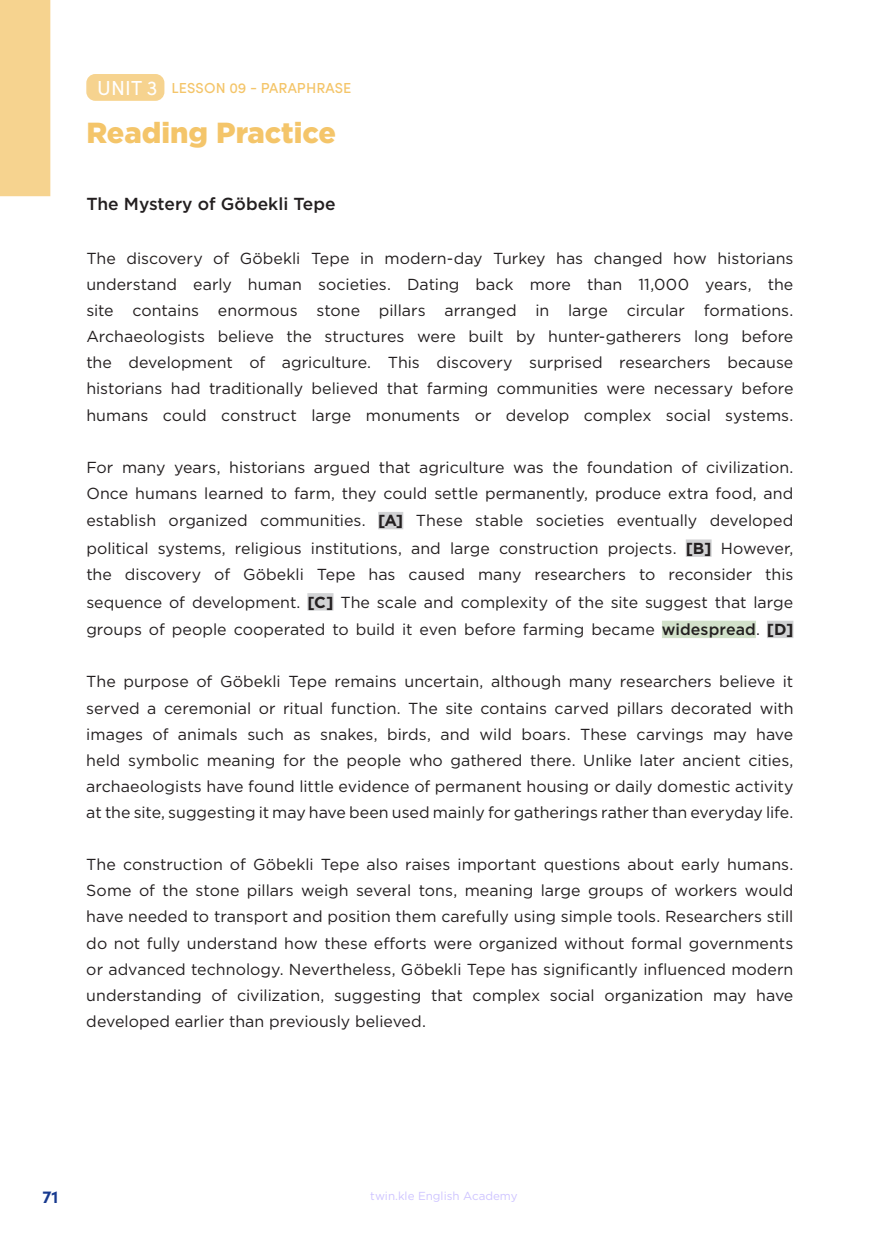 UNIT 3 LESSON 09 – PARAPHRASE
Reading Practice
The Mystery of Göbekli Tepe
The discovery of Göbekli Tepe in modern-day Turkey has changed how historians
understand early human societies. Dating back more than 11,000 years, the
site contains enormous stone pillars arranged in large circular formations.
Archaeologists believe the structures were built by hunter-gatherers long before
the development of agriculture. This discovery surprised researchers because
historians had traditionally believed that farming communities were necessary before
humans could construct large monuments or develop complex social systems.
For many years, historians argued that agriculture was the foundation of civilization.
Once humans learned to farm, they could settle permanently, produce extra food, and
establish organized communities. [A] These stable societies eventually developed
political systems, religious institutions, and large construction projects. [B] However,
the discovery of Göbekli Tepe has caused many researchers to reconsider this
sequence of development. [C] The scale and complexity of the site suggest that large
groups of people cooperated to build it even before farming became widespread. [D]
The purpose of Göbekli Tepe remains uncertain, although many researchers believe it
served a ceremonial or ritual function. The site contains carved pillars decorated with
images of animals such as snakes, birds, and wild boars. These carvings may have
held symbolic meaning for the people who gathered there. Unlike later ancient cities,
archaeologists have found little evidence of permanent housing or daily domestic activity
at the site, suggesting it may have been used mainly for gatherings rather than everyday life.
The construction of Göbekli Tepe also raises important questions about early humans.
Some of the stone pillars weigh several tons, meaning large groups of workers would
have needed to transport and position them carefully using simple tools. Researchers still
do not fully understand how these efforts were organized without formal governments
or advanced technology. Nevertheless, Göbekli Tepe has significantly influenced modern
understanding of civilization, suggesting that complex social organization may have
developed earlier than previously believed.
71
twin.kle English Academy